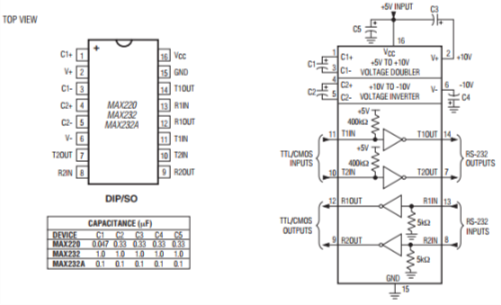 TOP VIEW
C1+ 1
V+ 2
C1- 3
C2+ 4
C2- 5
V- 6
T2OUT 7
R2IN 8
MAX220
MAX232
MAX232A
16 VCC
15 GND
14 T1OUT
13 R1IN
12 R1OUT
11 T1IN
10 T2IN
9 R2OUT
DIP/SO
CAPACITANCE (µF)
DEVICE C1 C2 C3 C4 C5
MAX220 0.047 0.33 0.33 0.33 0.33
MAX232 1.0 1.0 1.0 1.0 1.0
MAX232A 0.1 0.1 0.1 0.1 0.1
+5V INPUT
C3
C5
16
VCC
1 C1+
C1
3 C1-
+5V TO +10V
VOLTAGE DOUBLER
V+ 2
+10V
4 C2+
C2
5 C2-
+10V TO -10V
VOLTAGE INVERTER
V- 6
-10V
C4
+5V
400kΩ
11 T1IN
T1OUT 14
+5V
400kΩ
TTL/CMOS
INPUTS
RS-232
OUTPUTS
10 T2IN
T2OUT 7
12 R1OUT
R1IN 13
5kΩ
TTL/CMOS
OUTPUTS
RS-232
INPUTS
9 R2OUT
R2IN 8
5kΩ
GND
15